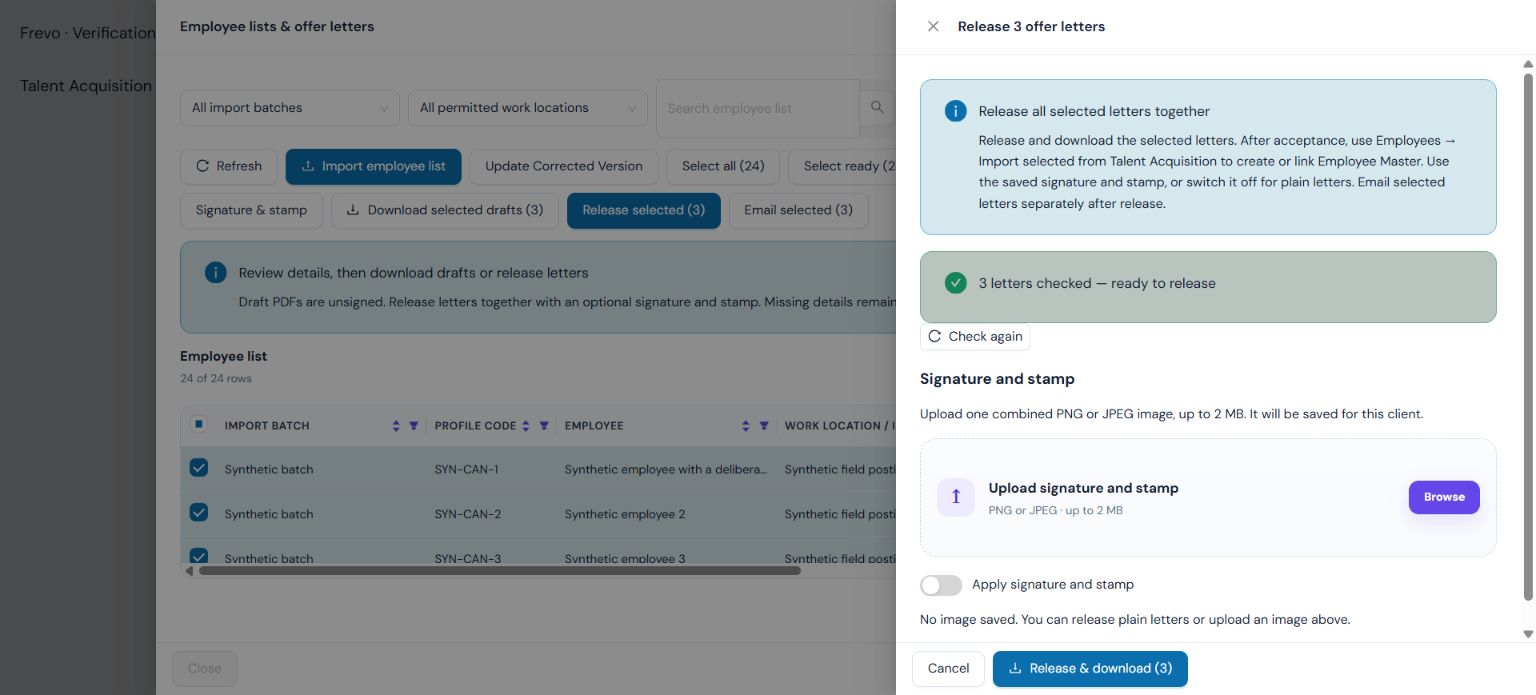 Frevo · Verification
Talent Acquisition
Employee lists & offer letters
All import batches
All permitted work locations
Search employee list
Refresh
Import employee list
Update Corrected Version
Select all (24)
Select ready (2
Signature & stamp
Download selected drafts (3)
Release selected (3)
Email selected (3)
Review details, then download drafts or release letters
Draft PDFs are unsigned. Release letters together with an optional signature and stamp. Missing details remain
Employee list
24 of 24 rows
IMPORT BATCH PROFILE CODE EMPLOYEE WORK LOCATION / I
Synthetic batch SYN-CAN-1 Synthetic employee with a delibera... Synthetic field posti
Synthetic batch SYN-CAN-2 Synthetic employee 2 Synthetic field posti
Synthetic batch SYN-CAN-3 Synthetic employee 3 Synthetic field posti
Close
Release 3 offer letters
Release all selected letters together
Release and download the selected letters. After acceptance, use Employees →
Import selected from Talent Acquisition to create or link Employee Master. Use
the saved signature and stamp, or switch it off for plain letters. Email selected
letters separately after release.
3 letters checked — ready to release
Check again
Signature and stamp
Upload one combined PNG or JPEG image, up to 2 MB. It will be saved for this client.
Upload signature and stamp
PNG or JPEG · up to 2 MB
Browse
Apply signature and stamp
No image saved. You can release plain letters or upload an image above.
Cancel
Release & download (3)